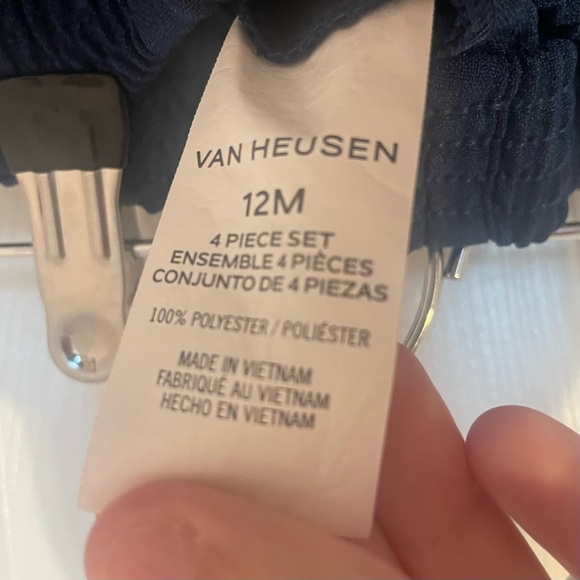 VAN HEUSEN
12M
4 PIECE SET
ENSEMBLE 4 PIÈCES
CONJUNTO DE 4 PIEZAS
100% POLYESTER / POLIÉSTER
MADE IN VIETNAM
FABRIQUÉ AU VIETNAM
HECHO EN VIETNAM